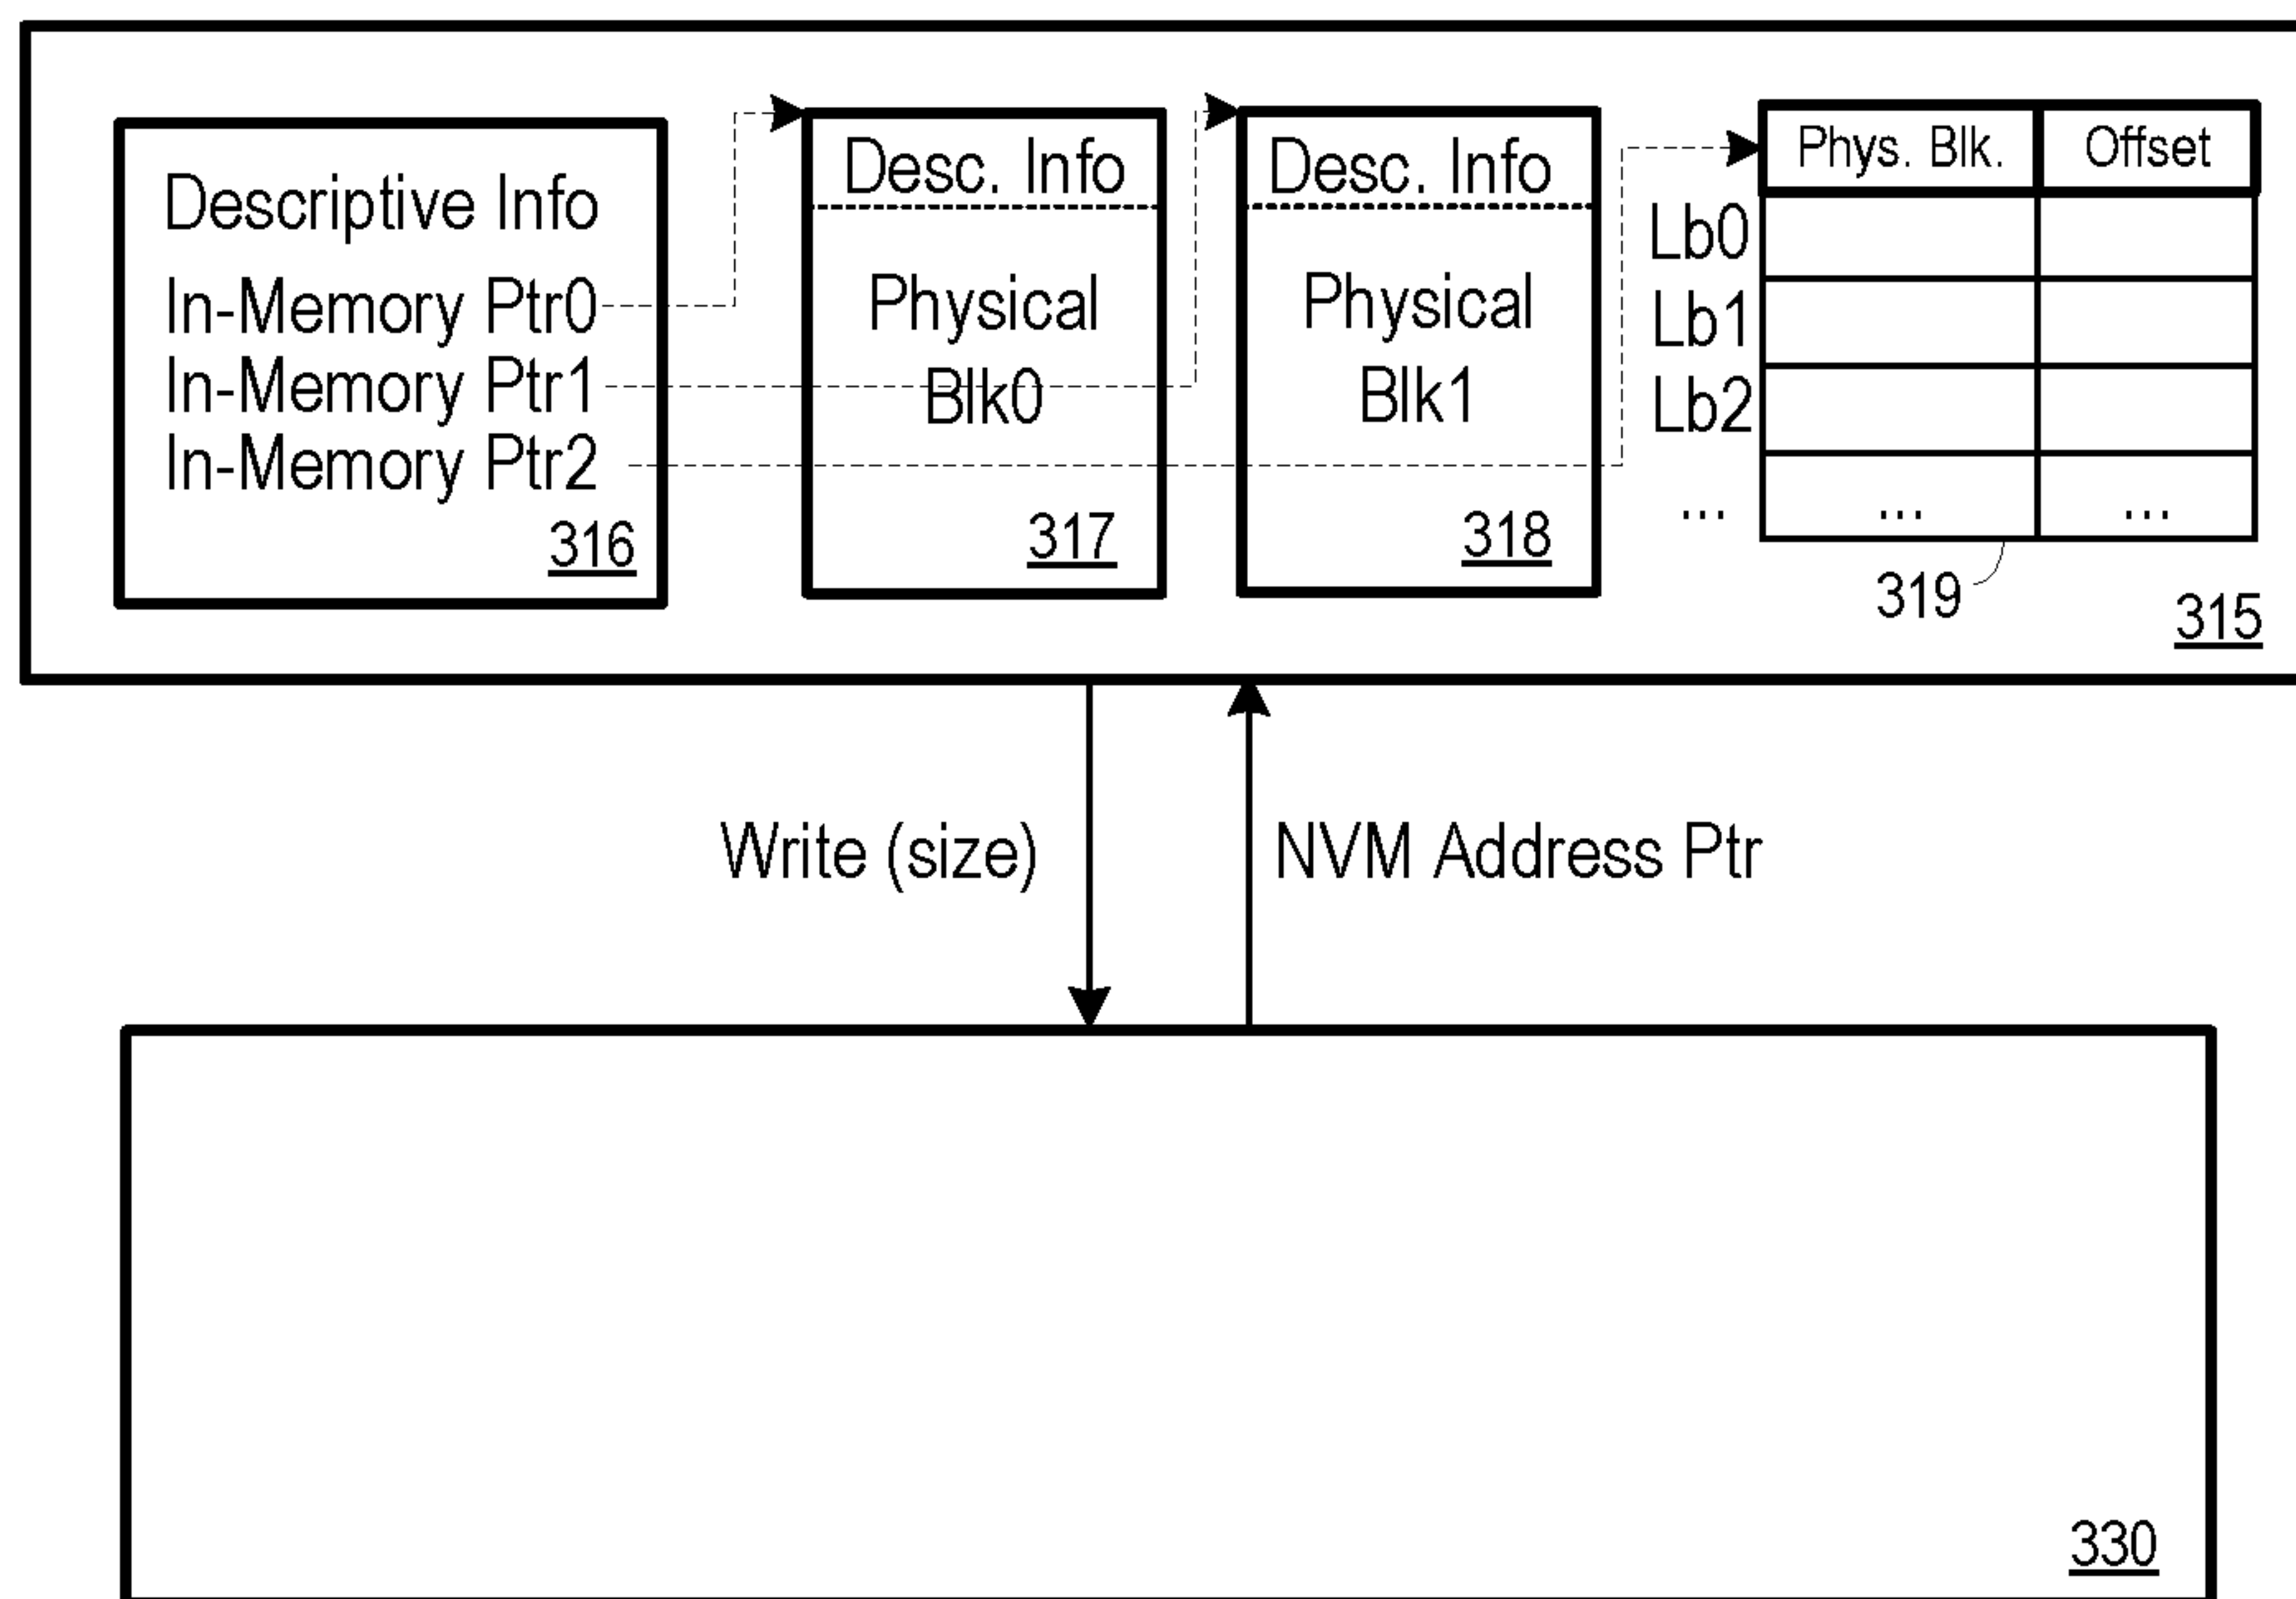 Descriptive Info
In-Memory Ptr0
In-Memory Ptr1
In-Memory Ptr2
316
Desc. Info
Physical
Blk0
317
Desc. Info
Physical
Blk1
318
Phys. Blk. Offset
Lb0
Lb1
Lb2
... ... ...
319
315
Write (size)
NVM Address Ptr
330